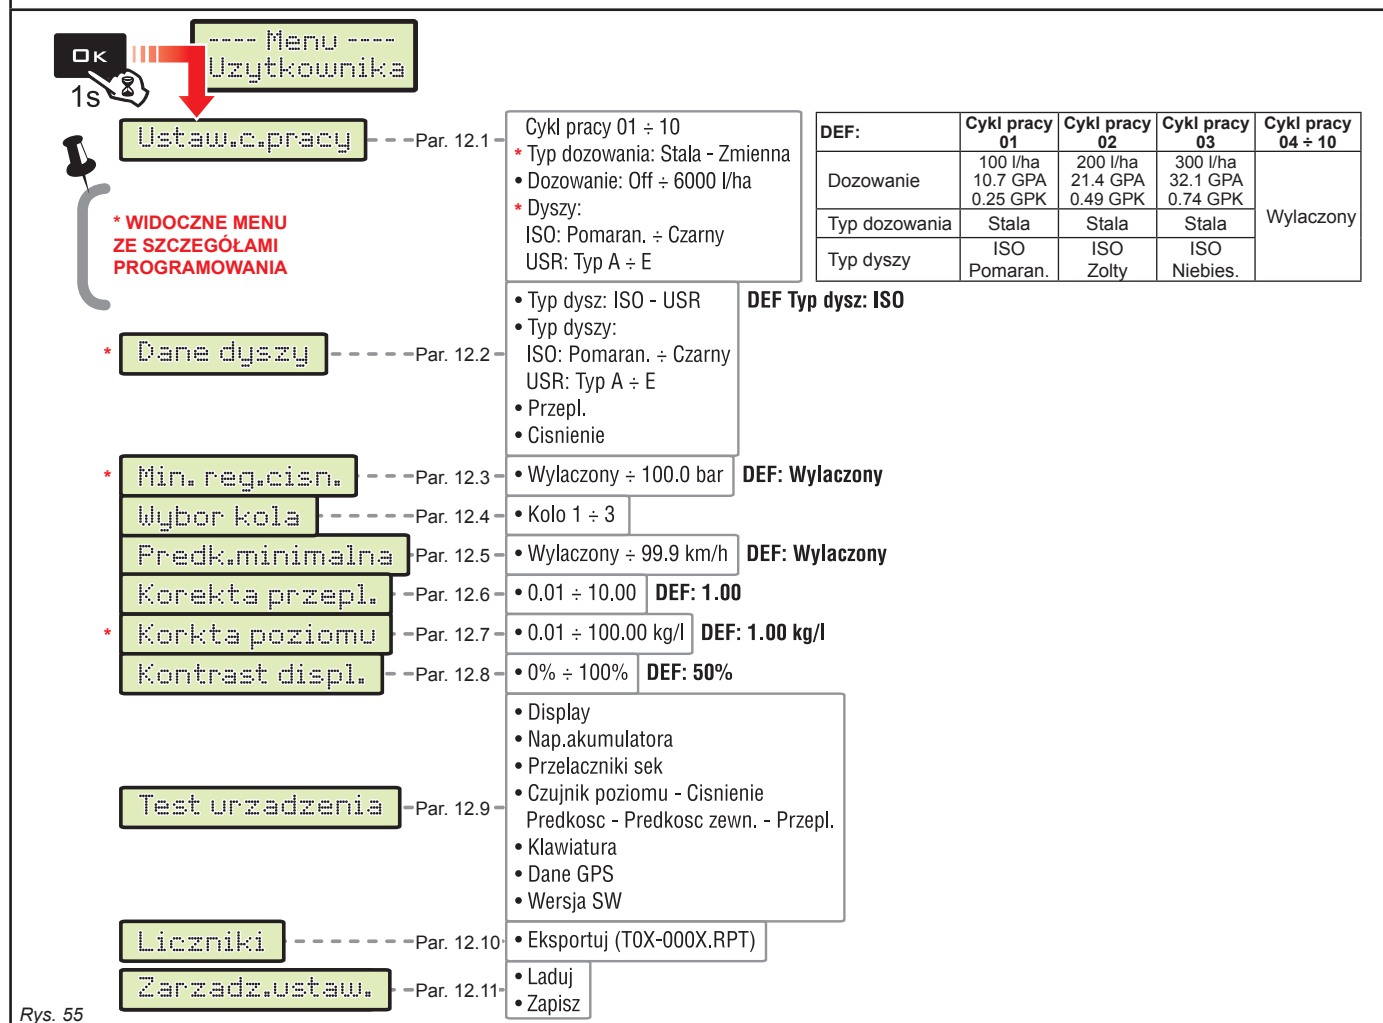 OK
1s
---- Menu ----
Uzytkownika
Ustaw.c.pracy
Par. 12.1
Cykl pracy 01 ÷ 10
* Typ dozowania: Stala - Zmienna
• Dozowanie: Off ÷ 6000 l/ha
* Dyszy:
ISO: Pomaran. ÷ Czarny
USR: Typ A ÷ E
DEF: Cykl pracy 01 Cykl pracy 02 Cykl pracy 03 Cykl pracy 04 ÷ 10
Dozowanie 100 l/ha 10.7 GPA 0.25 GPK 200 l/ha 21.4 GPA 0.49 GPK 300 l/ha 32.1 GPA 0.74 GPK Wylaczony
Typ dozowania Stala Stala Stala
Typ dyszy ISO Pomaran. ISO Zolty ISO Niebies.
* WIDOCZNE MENU
ZE SZCZEGÓŁAMI
PROGRAMOWANIA
* Dane dyszy
Par. 12.2
• Typ dysz: ISO - USR
DEF Typ dysz: ISO
• Typ dyszy:
ISO: Pomaran. ÷ Czarny
USR: Typ A ÷ E
• Przepl.
• Cisnienie
* Min. reg.cisn. Par. 12.3 • Wylaczony ÷ 100.0 bar DEF: Wylaczony
Wybor kola Par. 12.4 • Kolo 1 ÷ 3
Predk.minimalna Par. 12.5 • Wylaczony ÷ 99.9 km/h DEF: Wylaczony
Korekta przepl. Par. 12.6 • 0.01 ÷ 10.00 DEF: 1.00
* Korkta poziomu Par. 12.7 • 0.01 ÷ 100.00 kg/l DEF: 1.00 kg/l
Kontrast displ. Par. 12.8 • 0% ÷ 100% DEF: 50%
Test urzadzenia
Par. 12.9
• Display
• Nap.akumulatora
• Przelaczniki sek
• Czujnik poziomu - Cisnienie
Predkosc - Predkosc zewn. - Przepl.
• Klawiatura
• Dane GPS
• Wersja SW
Liczniki Par. 12.10 • Eksportuj (T0X-000X.RPT)
Zarzadz.ustaw. Par. 12.11
• Laduj
• Zapisz
Rys. 55